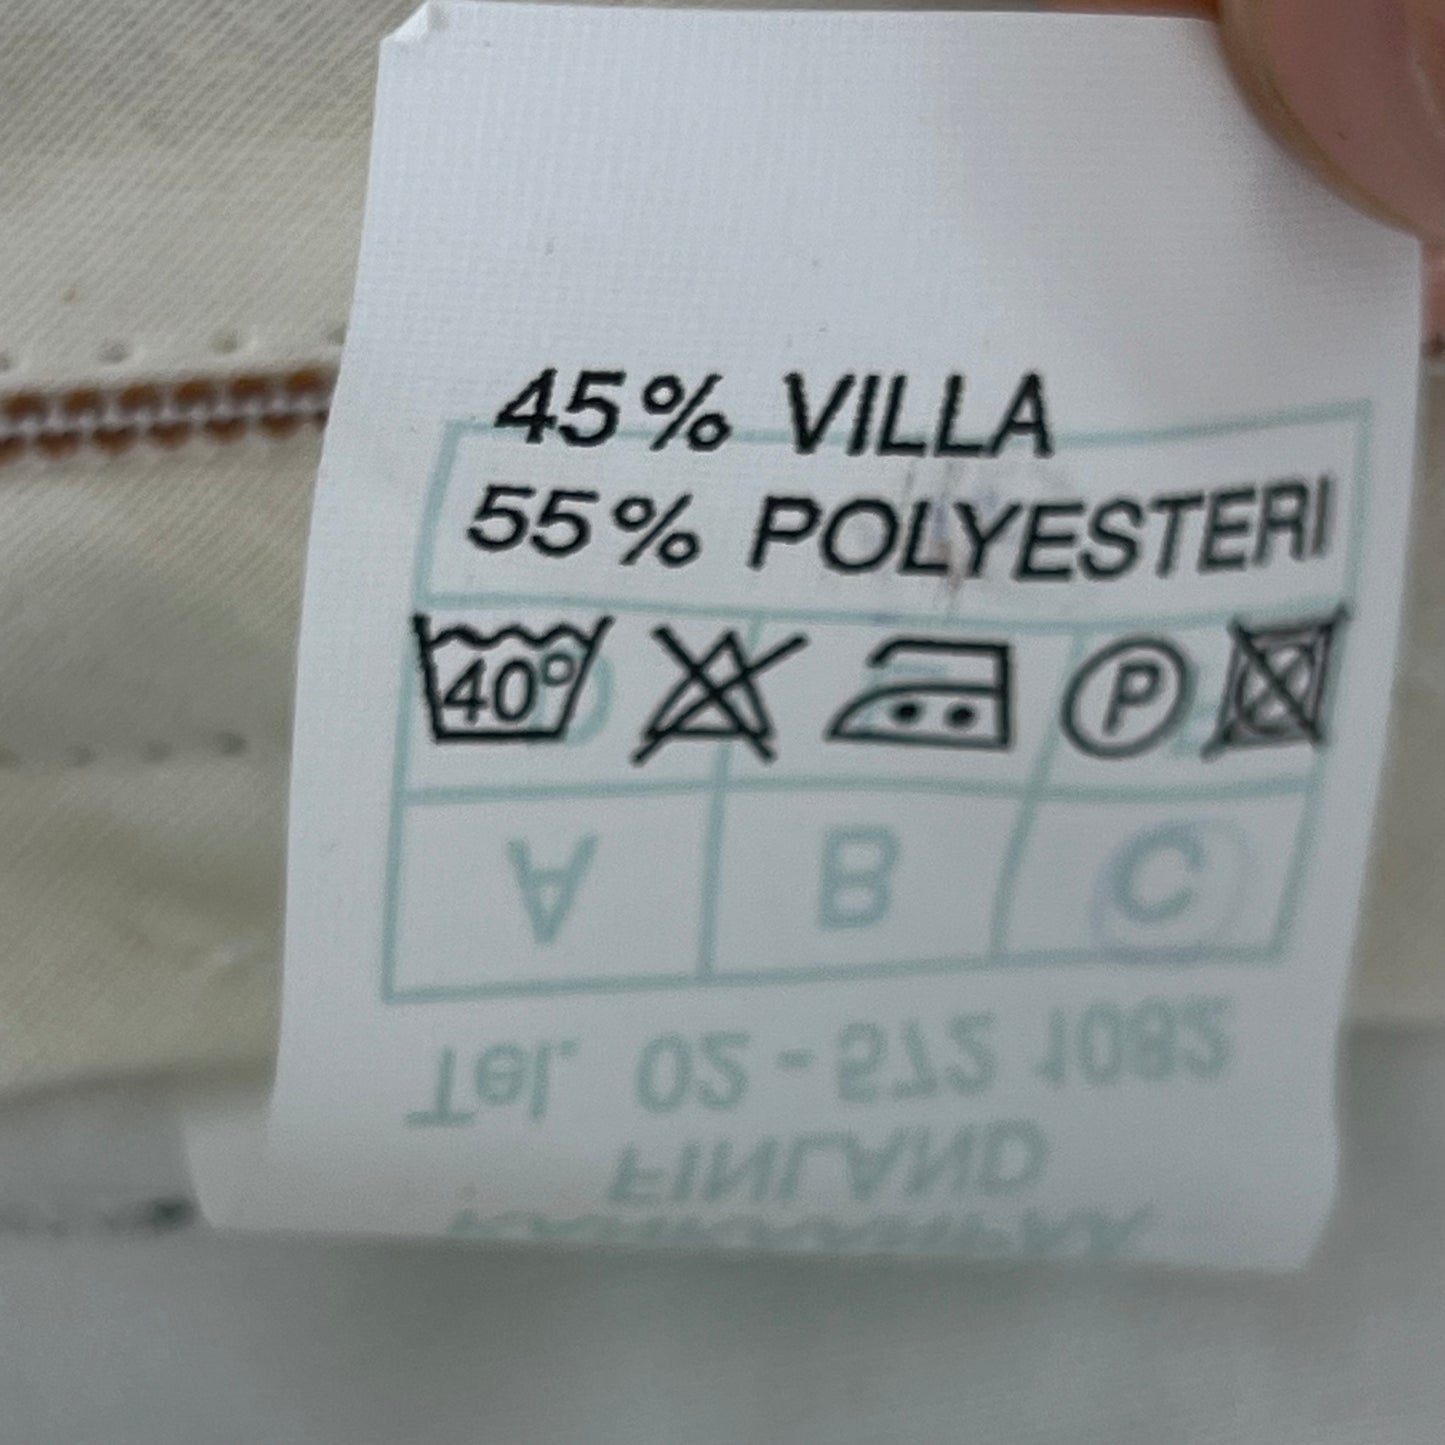 45% VILLA
55% POLYESTERI
40°
P
A B C
Tel. 02-572 1082
FINLAND